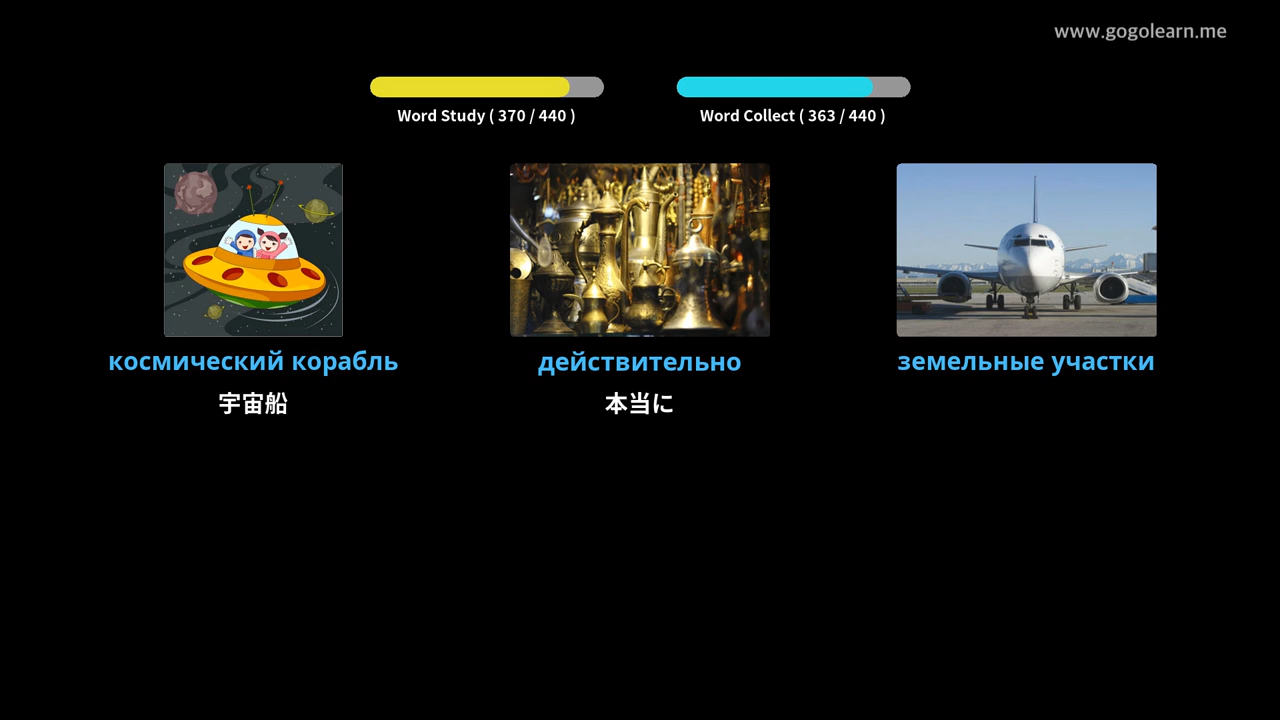 www.gogolearn.me
Word Study ( 370 / 440 )
Word Collect ( 363 / 440 )
космический корабль
宇宙船
действительно
本当に
земельные участки